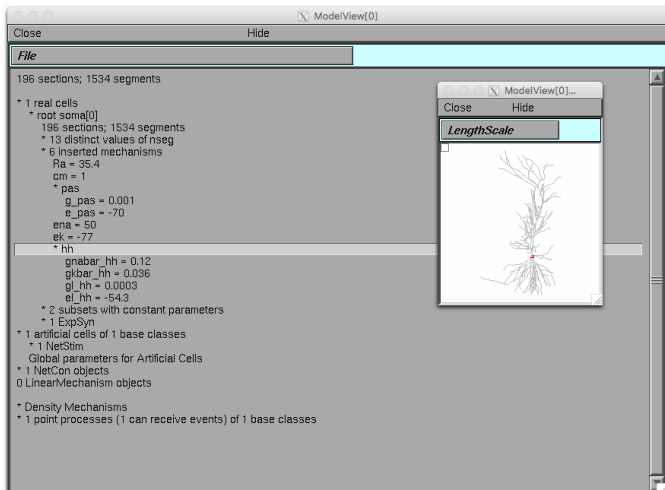 ModelView[0]
Close Hide
File
196 sections; 1534 segments
* 1 real cells
* root soma[0]
196 sections; 1534 segments
* 13 distinct values of nseg
* 6 inserted mechanisms
Ra = 35.4
cm = 1
* pas
g_pas = 0.001
e_pas = -70
ena = 50
ek = -77
* hh
gnabar_hh = 0.12
gkbar_hh = 0.036
gl_hh = 0.0003
el_hh = -54.3
* 2 subsets with constant parameters
* 1 ExpSyn
* 1 artificial cells of 1 base classes
* 1 NetStim
Global parameters for Artificial Cells
* 1 NetCon objects
0 LinearMechanism objects
* Density Mechanisms
* 1 point processes (1 can receive events) of 1 base classes
ModelView[0]...
Close Hide
LengthScale